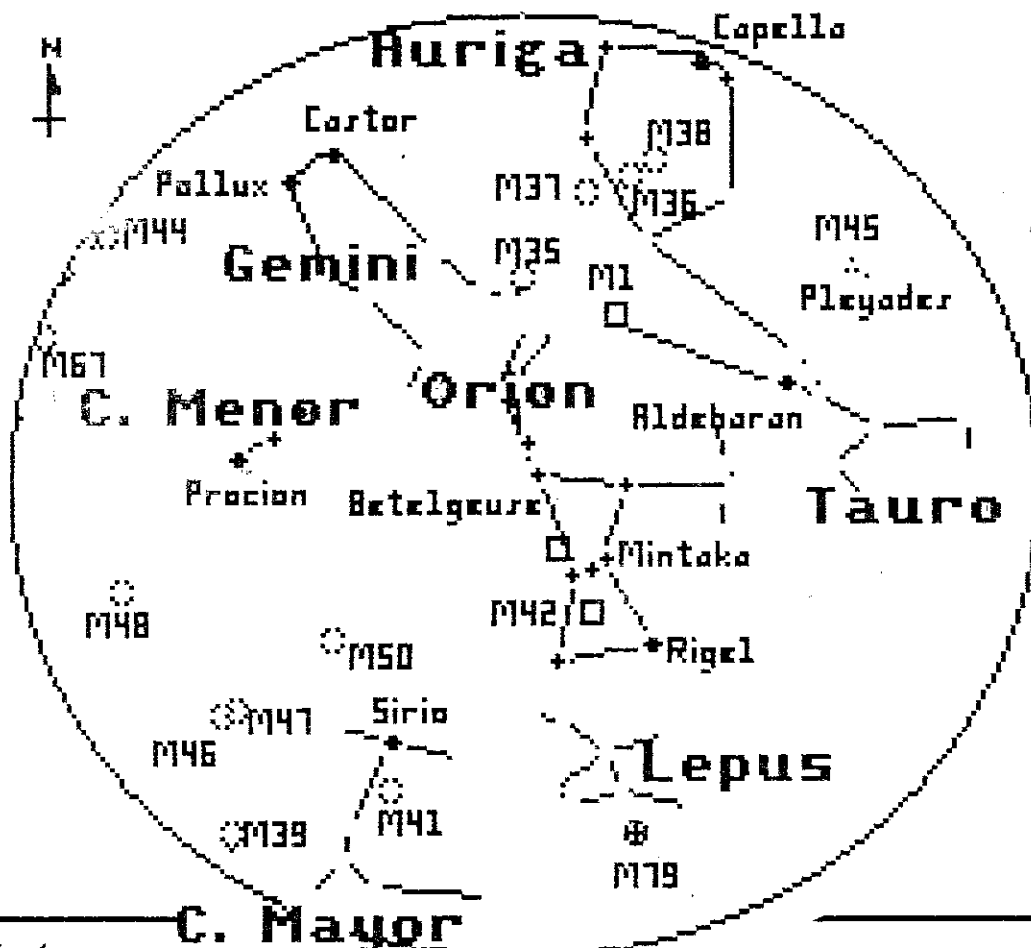 Capella
Auriga
N
Castor
M38
Pollux
M37
M36
M44
M45
Gemini
M35
M1
Pleyades
M67
Orion
C. Menor
Aldebaran
Procion
Betelgeuse
Tauro
Mintaka
M48
M42
M50
Rigel
Sirio
M47
M46
Lepus
M41
M39
M79
C. Mayor